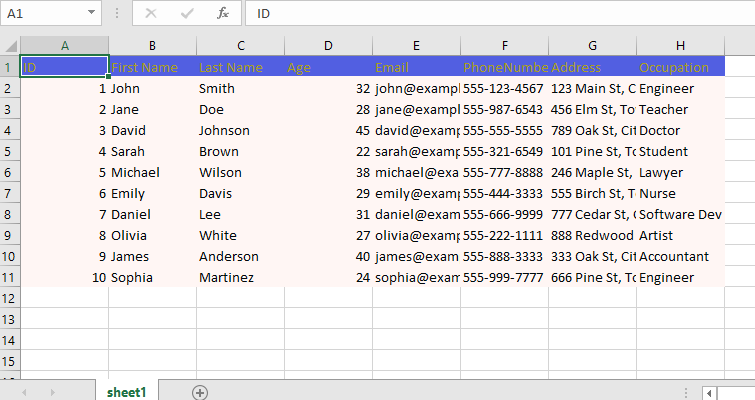 A1 fx ID
A B C D E F G H
1 ID First Name Last Name Age Email PhoneNumbe Address Occupation
2 1 John Smith 32 john@exampl 555-123-4567 123 Main St, C Engineer
3 2 Jane Doe 28 jane@exampl 555-987-6543 456 Elm St, To Teacher
4 3 David Johnson 45 david@exam 555-555-5555 789 Oak St, Cit Doctor
5 4 Sarah Brown 22 sarah@exam 555-321-6549 101 Pine St, To Student
6 5 Michael Wilson 38 michael@exa 555-777-8888 246 Maple St, Lawyer
7 6 Emily Davis 29 emily@exam 555-444-3333 555 Birch St, T Nurse
8 7 Daniel Lee 31 daniel@exam 555-666-9999 777 Cedar St, Software Dev
9 8 Olivia White 27 olivia@exam 555-222-1111 888 Redwood Artist
10 9 James Anderson 40 james@exam 555-888-3333 333 Oak St, Cit Accountant
11 10 Sophia Martinez 24 sophia@exam 555-999-7777 666 Pine St, To Engineer
12
13
14
15
sheet1